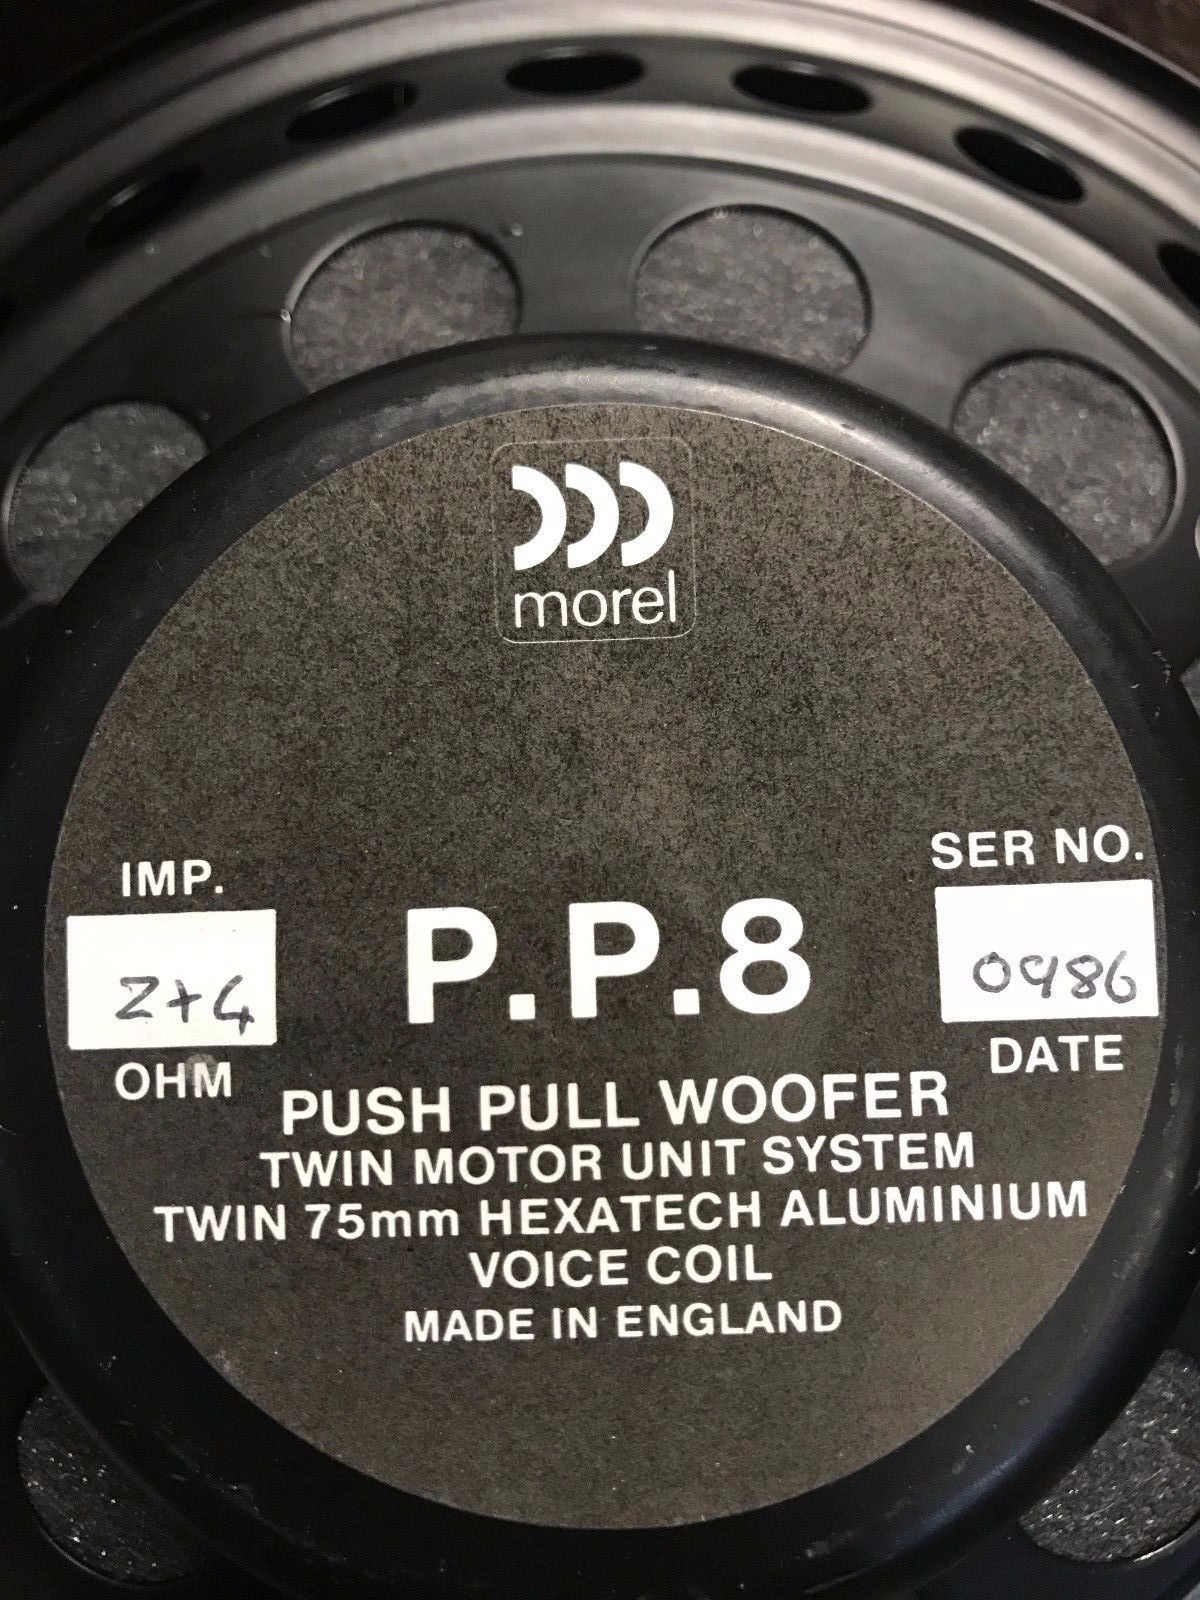 morel
IMP.
SER NO.
2+4
P.P.8
0986
OHM
DATE
PUSH PULL WOOFER
TWIN MOTOR UNIT SYSTEM
TWIN 75mm HEXATECH ALUMINIUM
VOICE COIL
MADE IN ENGLAND